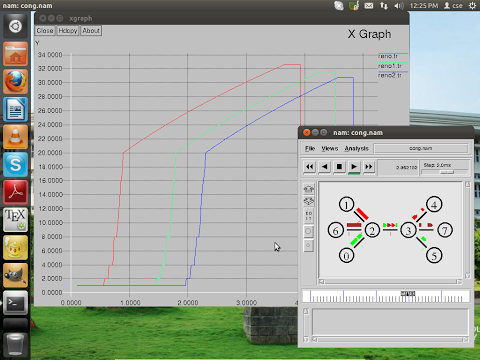 nam: cong.nam
12:25 PM
cse
xgraph
Close
Hdcpy
About
X Graph
Y
reno.tr
reno1.tr
reno2.tr
34.0000
32.0000
30.0000
28.0000
26.0000
24.0000
22.0000
20.0000
18.0000
16.0000
14.0000
12.0000
10.0000
8.0000
6.0000
4.0000
2.0000
0.0000
0.0000
1.0000
2.0000
3.0000
nam: cong.nam
File
Views
Analysis
cong.nam
Step: 2.0ms
EDIT
1
4
6
2
3
7
0
5
TEX